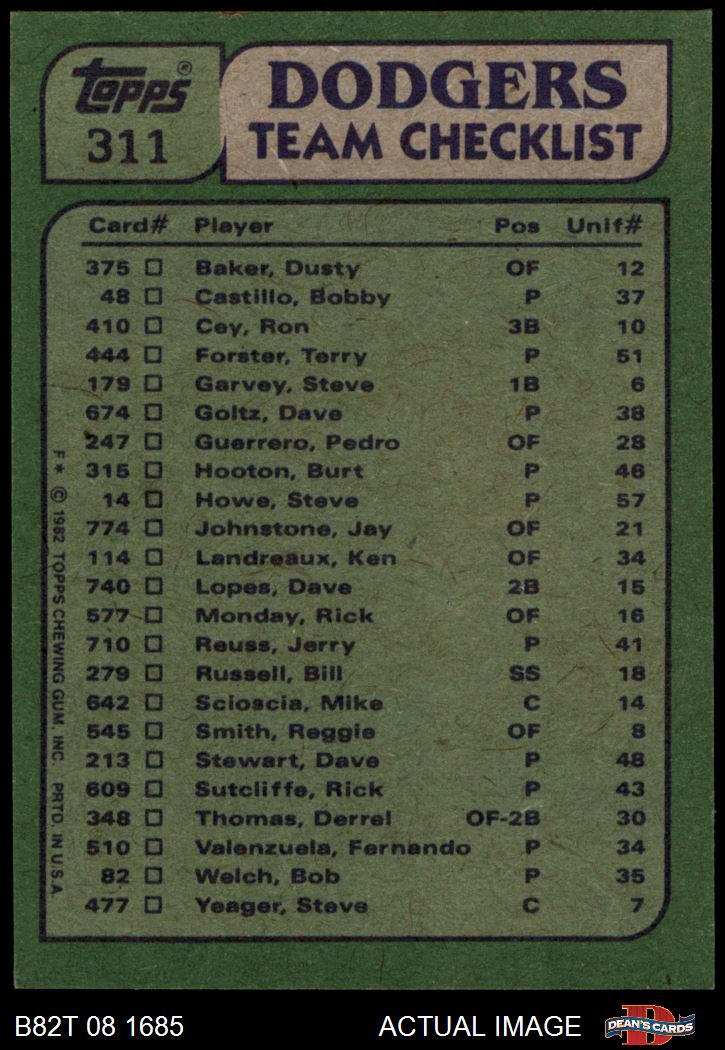 Topps®
311
DODGERS
TEAM CHECKLIST
Card# Player Pos Unif#
375 Baker, Dusty OF 12
48 Castillo, Bobby P 37
410 Cey, Ron 3B 10
444 Forster, Terry P 51
179 Garvey, Steve 1B 6
674 Goltz, Dave P 38
247 Guerrero, Pedro OF 28
315 Hooton, Burt P 46
14 Howe, Steve P 57
774 Johnstone, Jay OF 21
114 Landreaux, Ken OF 34
740 Lopes, Dave 2B 15
577 Monday, Rick OF 16
710 Reuss, Jerry P 41
279 Russell, Bill SS 18
642 Scioscia, Mike C 14
545 Smith, Reggie OF 8
213 Stewart, Dave P 48
609 Sutcliffe, Rick P 43
348 Thomas, Derrel OF-2B 30
510 Valenzuela, Fernando P 34
82 Welch, Bob P 35
477 Yeager, Steve C 7
F* © 1982 TOPPS CHEWING GUM, INC. PRTD. IN U.S.A.
B82T 08 1685 ACTUAL IMAGE
D
DEAN'S CARDS